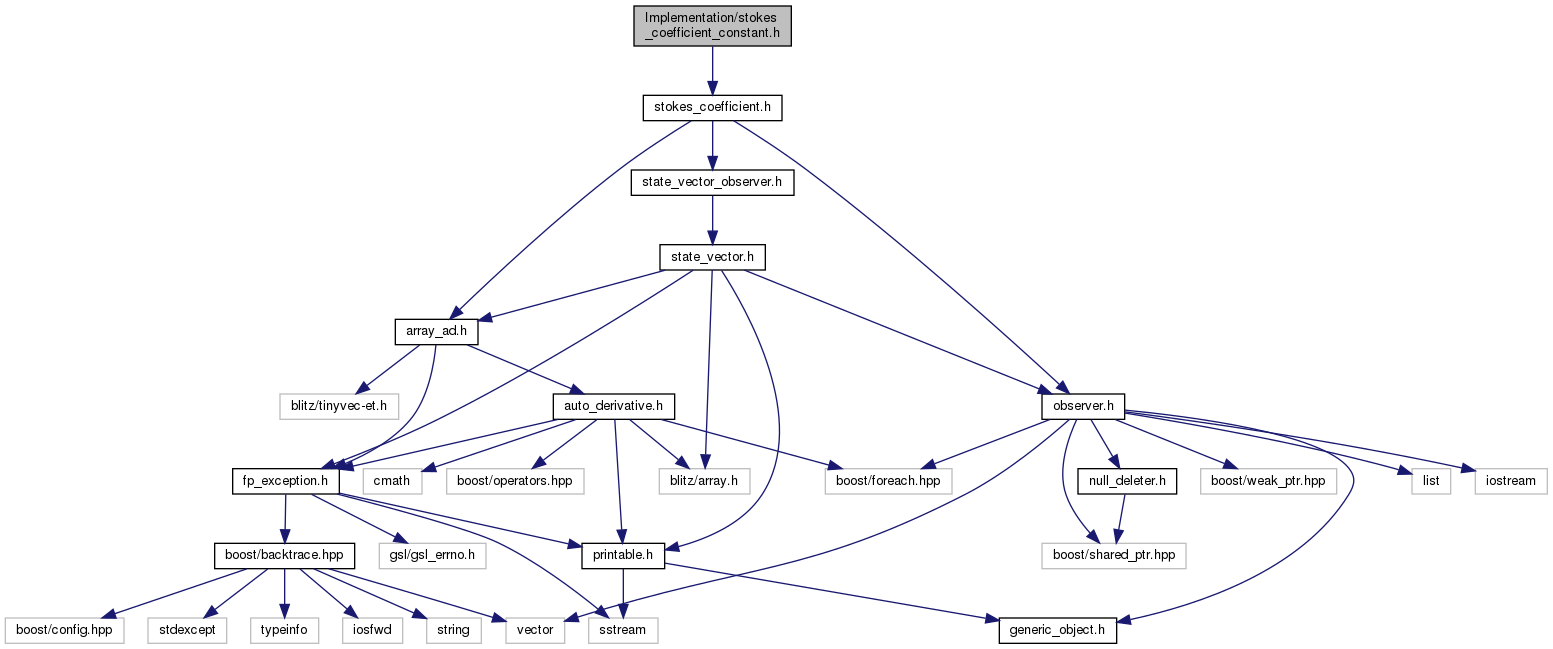 Implementation/stokes
_coefficient_constant.h
stokes_coefficient.h
state_vector_observer.h
state_vector.h
array_ad.h
blitz/tinyvec-et.h
auto_derivative.h
observer.h
fp_exception.h
cmath
boost/operators.hpp
blitz/array.h
boost/foreach.hpp
null_deleter.h
boost/weak_ptr.hpp
list
iostream
boost/backtrace.hpp
gsl/gsl_errno.h
printable.h
boost/shared_ptr.hpp
boost/config.hpp
stdexcept
typeinfo
iosfwd
string
vector
sstream
generic_object.h